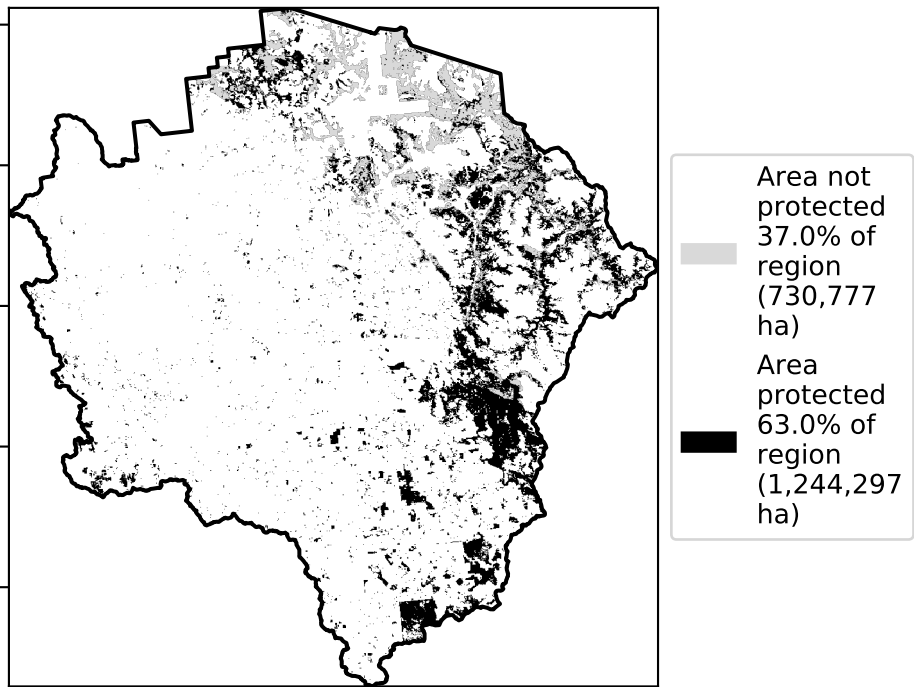 Area not
protected
37.0% of
region
(730,777
ha)
Area
protected
63.0% of
region
(1,244,297
ha)